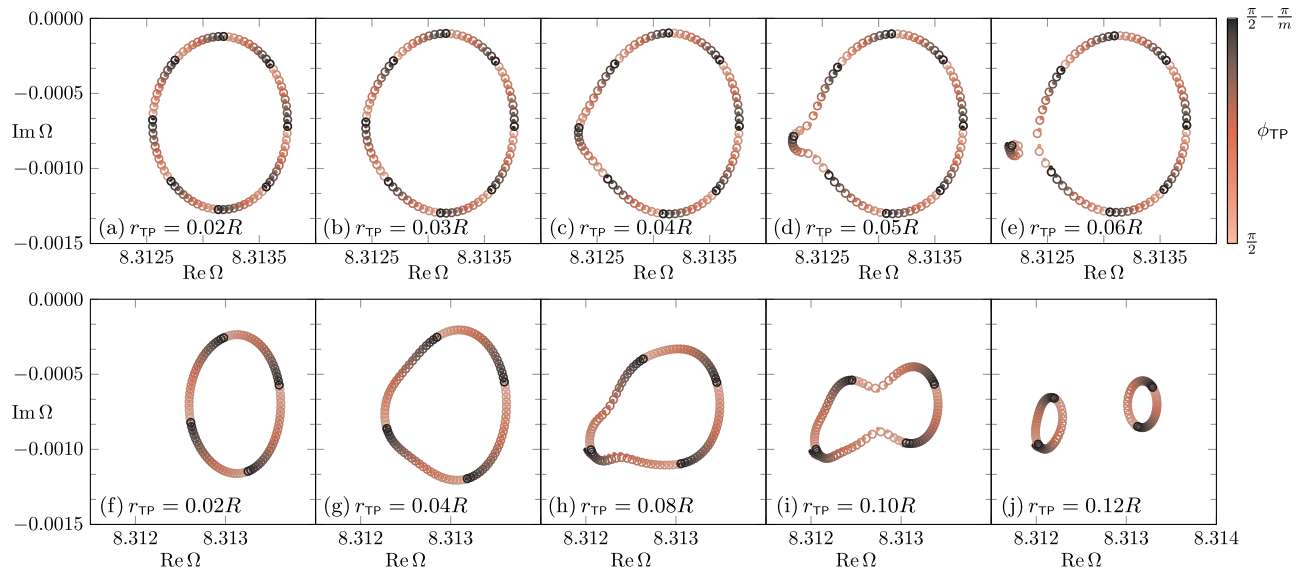 0.0000
−0.0005
Im Ω
−0.0010
−0.0015
(a) r_TP = 0.02R
(b) r_TP = 0.03R
(c) r_TP = 0.04R
(d) r_TP = 0.05R
(e) r_TP = 0.06R
8.3125 8.3135
8.3125 8.3135
8.3125 8.3135
8.3125 8.3135
8.3125 8.3135
Re Ω
Re Ω
Re Ω
Re Ω
Re Ω
π/2 − π/m
ϕ_TP
π/2
0.0000
−0.0005
Im Ω
−0.0010
−0.0015
(f) r_TP = 0.02R
(g) r_TP = 0.04R
(h) r_TP = 0.08R
(i) r_TP = 0.10R
(j) r_TP = 0.12R
8.312 8.313
8.312 8.313
8.312 8.313
8.312 8.313
8.312 8.313 8.314
Re Ω
Re Ω
Re Ω
Re Ω
Re Ω